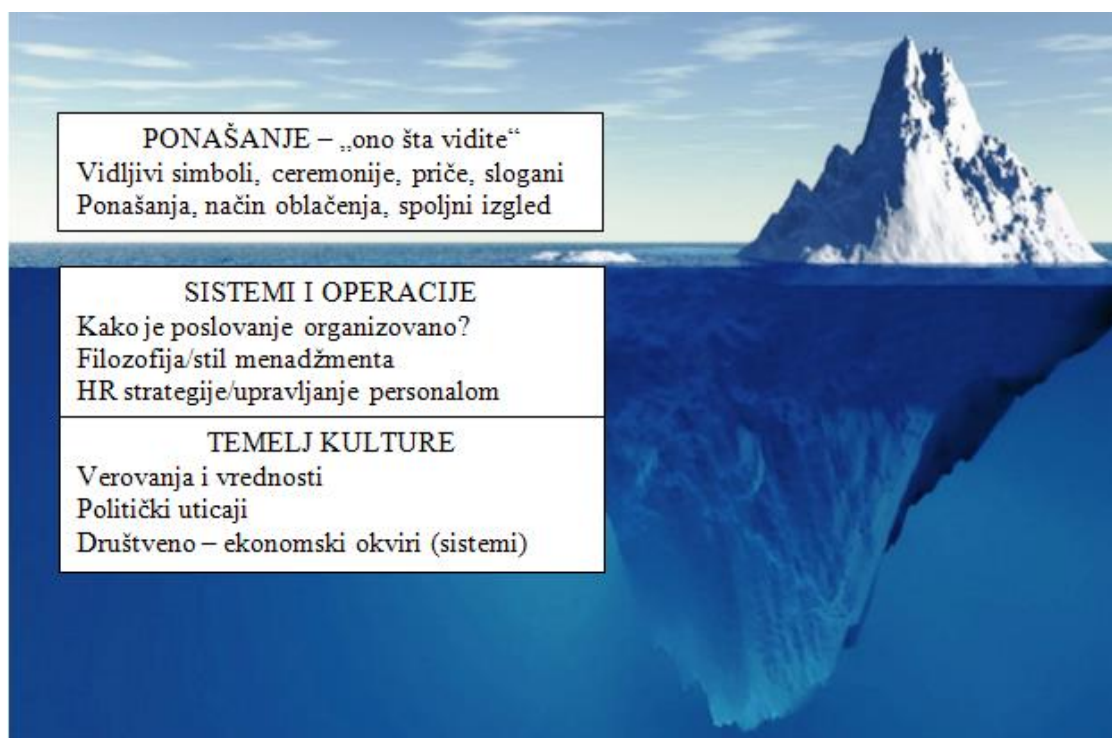 PONAŠANJE – „ono šta vidite“
Vidljivi simboli, ceremonije, priče, slogani
Ponašanja, način oblačenja, spoljni izgled
SISTEMI I OPERACIJE
Kako je poslovanje organizovano?
Filozofija/stil menadžmenta
HR strategije/upravljanje personalom
TEMELJ KULTURE
Verovanja i vrednosti
Politički uticaji
Društveno – ekonomski okviri (sistemi)